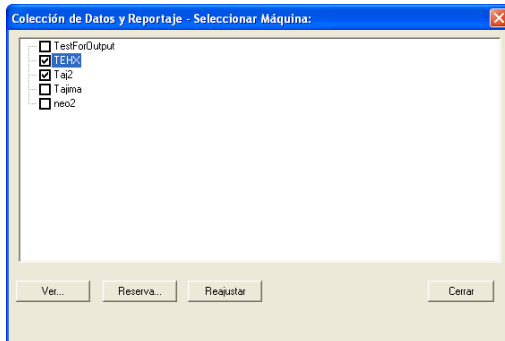 Colección de Datos y Reportaje - Seleccionar Máquina:
TestForOutput
TEHX
Taj2
Tajima
neo2
Ver... Reserva... Reajustar Cerrar